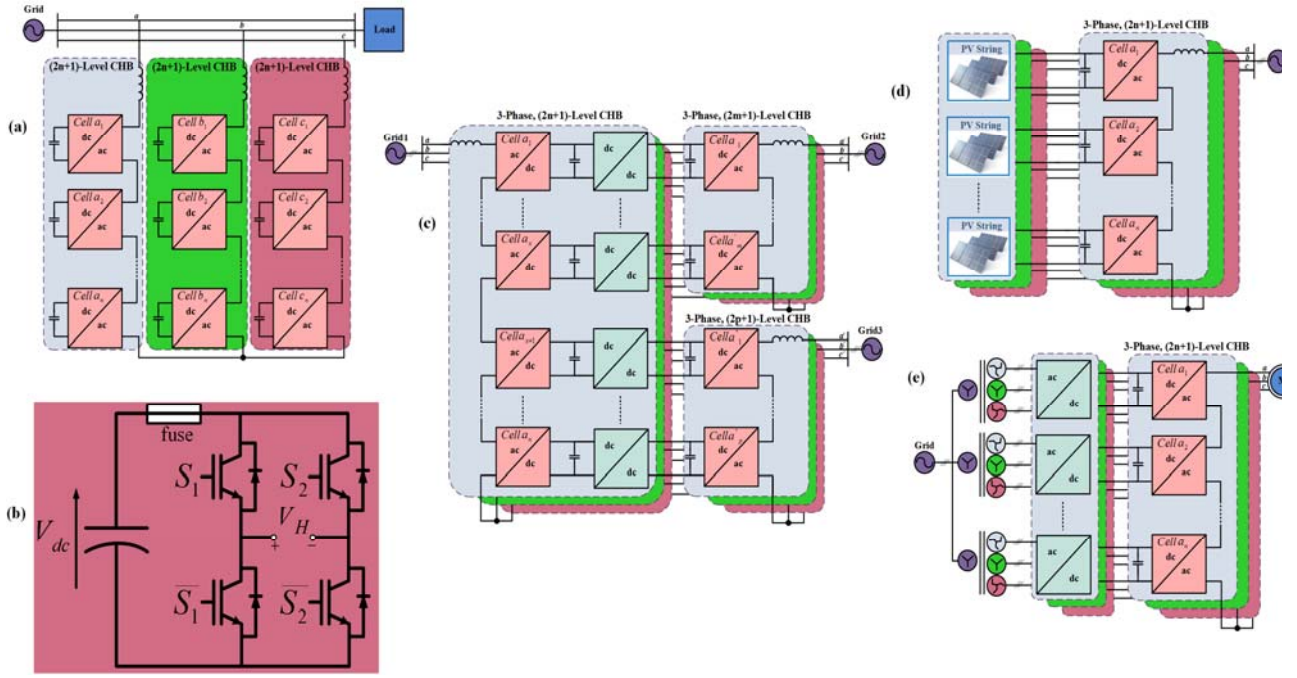 Grid
a
b
c
Load
(2n+1)-Level CHB
(2n+1)-Level CHB
(2n+1)-Level CHB
(a)
Cell a1
dc
ac
Cell b1
dc
ac
Cell c1
dc
ac
Cell a2
dc
ac
Cell b2
dc
ac
Cell c2
dc
ac
Cell an
dc
ac
Cell bn
dc
ac
Cell cn
dc
ac
(b)
fuse
Vdc
S1
S2
VH
+
−
S̅1
S̅2
(c)
3-Phase, (2n+1)-Level CHB
3-Phase, (2m+1)-Level CHB
Grid1
a
b
c
Cell a1
ac
dc
dc
dc
Cell a'1
dc
ac
a
b
c
Grid2
Cell an
ac
dc
dc
dc
Cell a'm
dc
ac
3-Phase, (2p+1)-Level CHB
ac
dc
dc
dc
dc
ac
a
b
c
Grid3
ac
dc
dc
dc
dc
ac
(d)
3-Phase, (2n+1)-Level CHB
PV String
Cell a1
dc
ac
a
b
c
PV String
Cell a2
dc
ac
PV String
Cell an
dc
ac
(e)
3-Phase, (2n+1)-Level CHB
Grid
ac
dc
Cell a1
dc
ac
a
b
c
ac
dc
Cell a2
dc
ac
ac
dc
Cell an
dc
ac